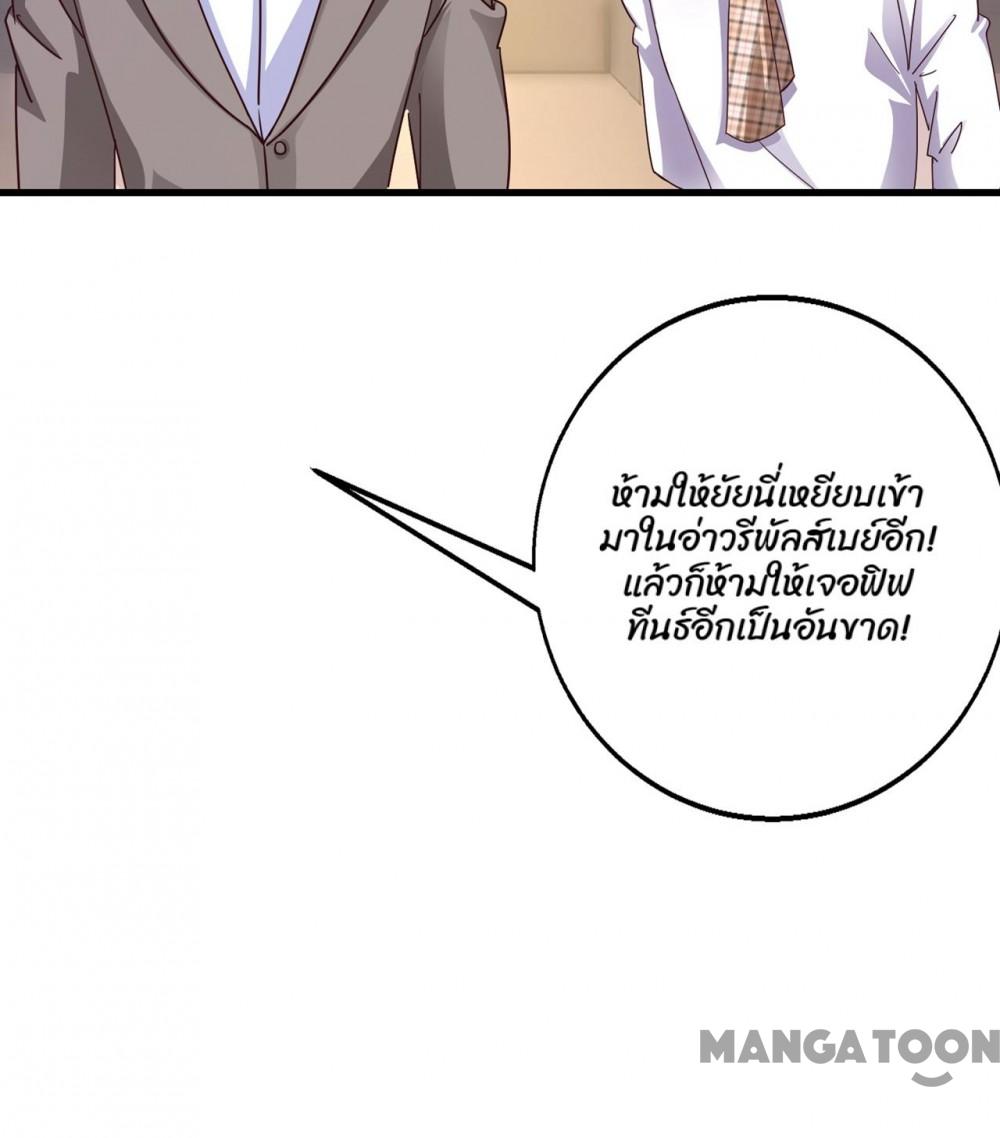 ห้ามให้ยัยนี่เหยียบเข้า
มาในอ่าวรีพัลส์เบย์อีก!
แล้วก็ห้ามให้เจอฟิฟ
ทีนธ์อีกเป็นอันขาด!
MANGATOON